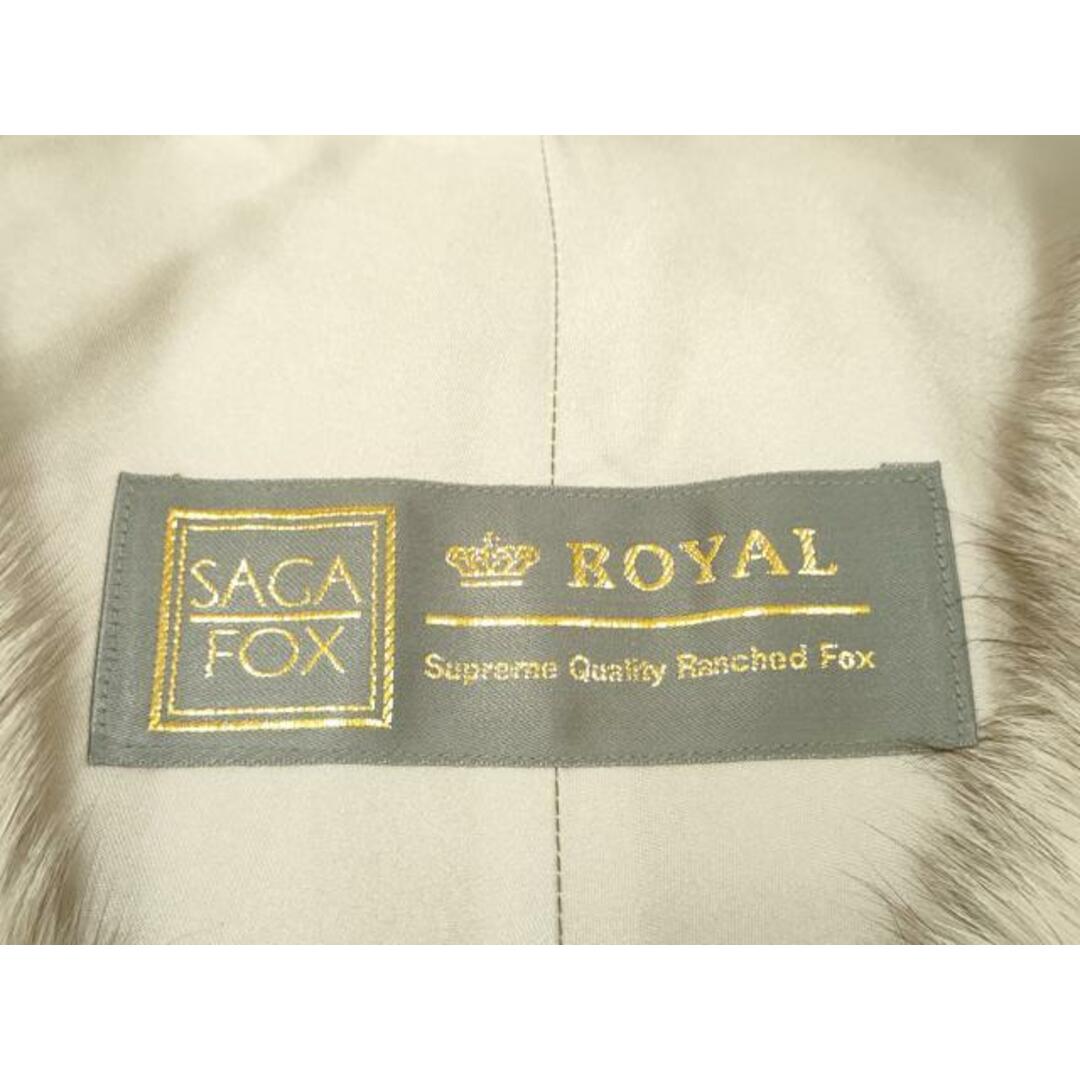 SAGA
FOX
ROYAL
Supreme Quality Ranched Fox